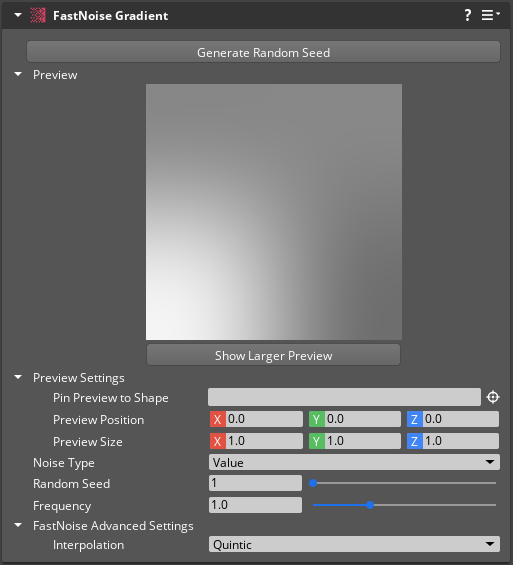 FastNoise Gradient ?
Generate Random Seed
Preview
Show Larger Preview
Preview Settings
Pin Preview to Shape
Preview Position X 0.0 Y 0.0 Z 0.0
Preview Size X 1.0 Y 1.0 Z 1.0
Noise Type Value
Random Seed 1
Frequency 1.0
FastNoise Advanced Settings
Interpolation Quintic